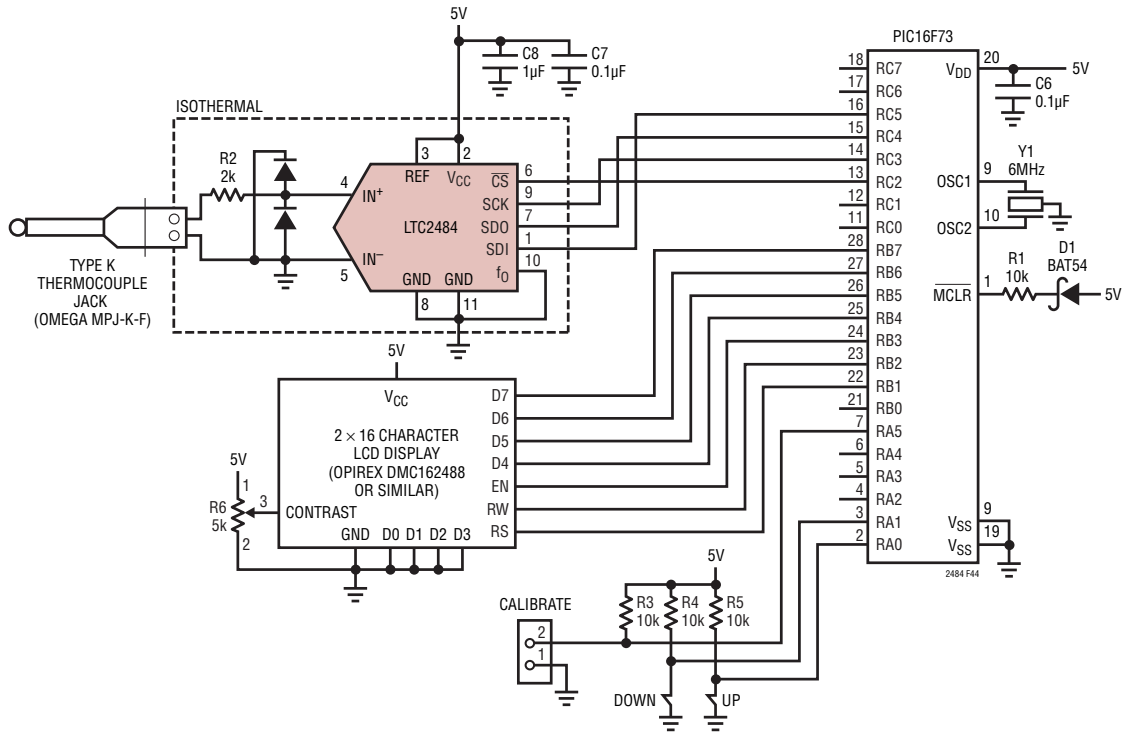 5V
C8
1µF
C7
0.1µF
ISOTHERMAL
R2
2k
3
2
REF
VCC
4
IN+
5
IN−
LTC2484
CS
6
SCK
9
SDO
7
SDI
1
fO
10
GND
GND
8
11
TYPE K
THERMOCOUPLE
JACK
(OMEGA MPJ-K-F)
PIC16F73
18
RC7
17
RC6
16
RC5
15
RC4
14
RC3
13
RC2
12
RC1
11
RC0
28
RB7
27
RB6
26
RB5
25
RB4
24
RB3
23
RB2
22
RB1
21
RB0
7
RA5
6
RA4
5
RA3
4
RA2
3
RA1
2
RA0
VDD
20
5V
C6
0.1µF
Y1
6MHz
OSC1
9
OSC2
10
MCLR
1
R1
10k
D1
BAT54
5V
VSS
9
VSS
19
2484 F44
5V
VCC
2 × 16 CHARACTER
LCD DISPLAY
(OPIREX DMC162488
OR SIMILAR)
D7
D6
D5
D4
EN
RW
RS
CONTRAST
GND D0 D1 D2 D3
5V
1
R6
5k
3
2
5V
R3
10k
R4
10k
R5
10k
CALIBRATE
2
1
DOWN
UP